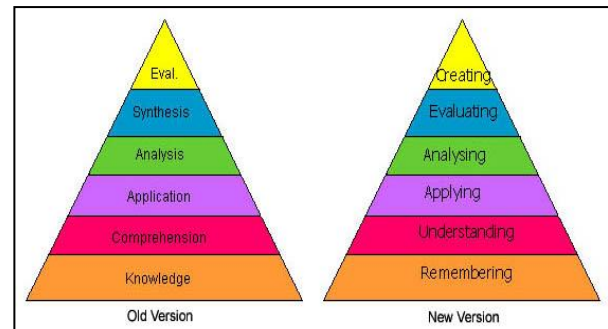 Eval.
Synthesis
Analysis
Application
Comprehension
Knowledge
Old Version
Creating
Evaluating
Analysing
Applying
Understanding
Remembering
New Version